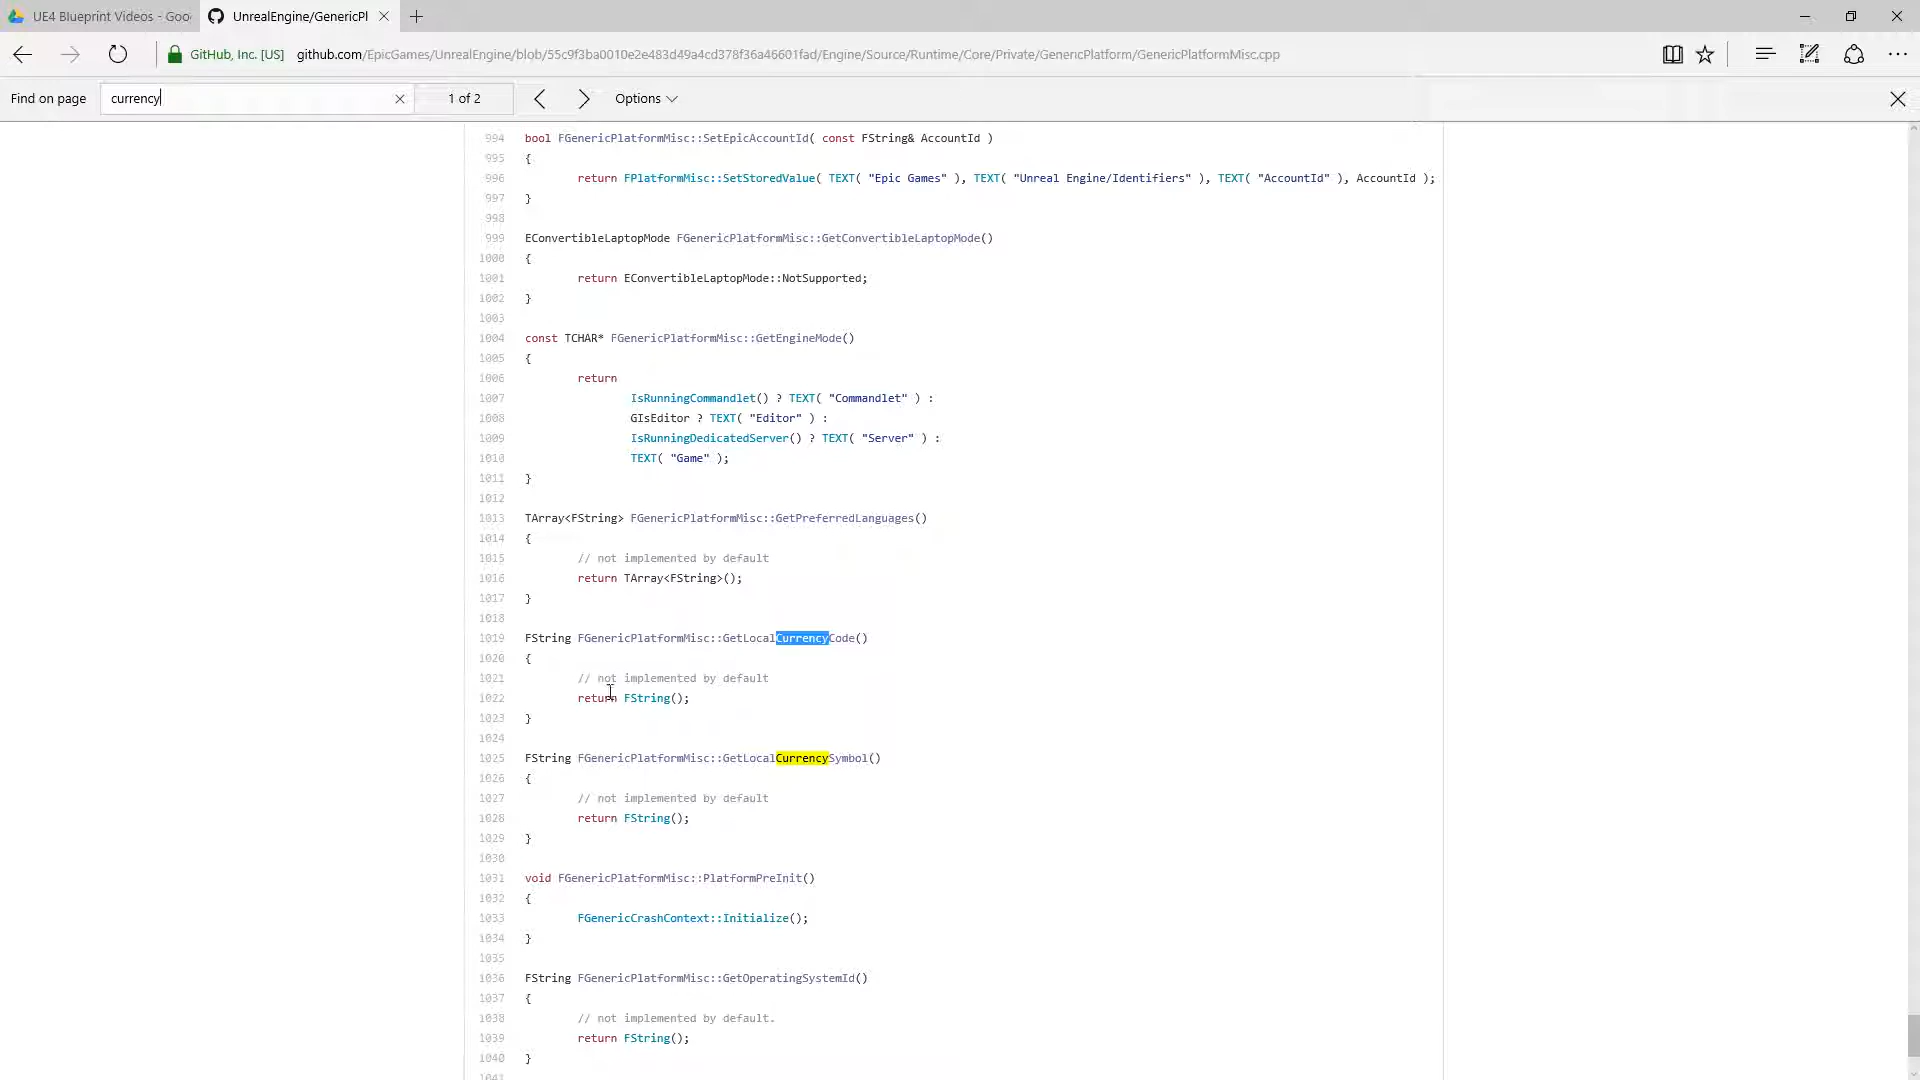 UE4 Blueprint Videos - Goo
UnrealEngine/GenericPl
GitHub, Inc. [US] github.com/EpicGames/UnrealEngine/blob/55c9f3ba0010e2e483d49a4cd378f36a46601fad/Engine/Source/Runtime/Core/Private/GenericPlatform/GenericPlatformMisc.cpp
Find on page currency 1 of 2 Options
994 bool FGenericPlatformMisc::SetEpicAccountId( const FString& AccountId )
995 {
996 return FPlatformMisc::SetStoredValue( TEXT( "Epic Games" ), TEXT( "Unreal Engine/Identifiers" ), TEXT( "AccountId" ), AccountId );
997 }
998
999 EConvertibleLaptopMode FGenericPlatformMisc::GetConvertibleLaptopMode()
1000 {
1001 return EConvertibleLaptopMode::NotSupported;
1002 }
1003
1004 const TCHAR* FGenericPlatformMisc::GetEngineMode()
1005 {
1006 return
1007 IsRunningCommandlet() ? TEXT( "Commandlet" ) :
1008 GIsEditor ? TEXT( "Editor" ) :
1009 IsRunningDedicatedServer() ? TEXT( "Server" ) :
1010 TEXT( "Game" );
1011 }
1012
1013 TArray<FString> FGenericPlatformMisc::GetPreferredLanguages()
1014 {
1015 // not implemented by default
1016 return TArray<FString>();
1017 }
1018
1019 FString FGenericPlatformMisc::GetLocalCurrencyCode()
1020 {
1021 // not implemented by default
1022 return FString();
1023 }
1024
1025 FString FGenericPlatformMisc::GetLocalCurrencySymbol()
1026 {
1027 // not implemented by default
1028 return FString();
1029 }
1030
1031 void FGenericPlatformMisc::PlatformPreInit()
1032 {
1033 FGenericCrashContext::Initialize();
1034 }
1035
1036 FString FGenericPlatformMisc::GetOperatingSystemId()
1037 {
1038 // not implemented by default.
1039 return FString();
1040 }
1041